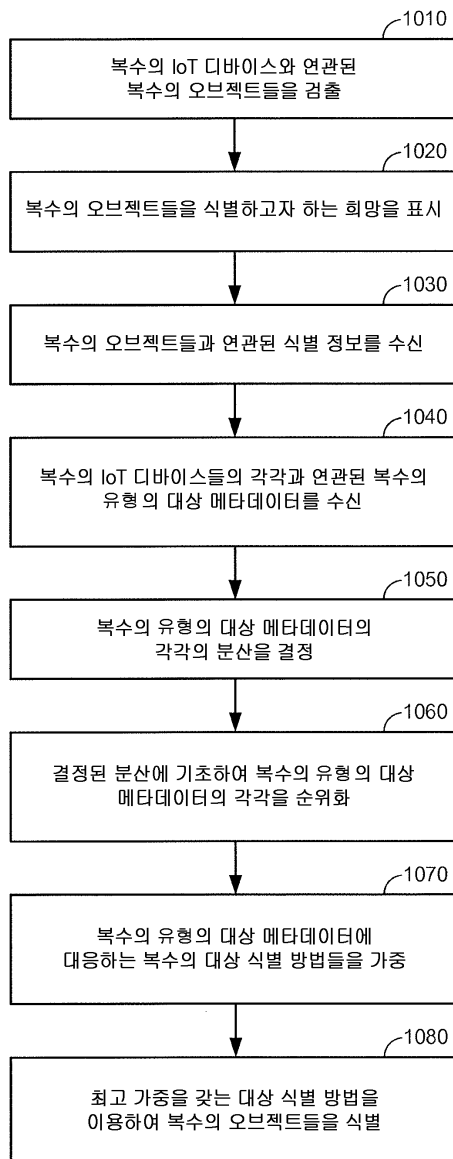 1010
복수의 IoT 디바이스와 연관된
복수의 오브젝트들을 검출
1020
복수의 오브젝트들을 식별하고자 하는 희망을 표시
1030
복수의 오브젝트들과 연관된 식별 정보를 수신
1040
복수의 IoT 디바이스들의 각각과 연관된 복수의
유형의 대상 메타데이터를 수신
1050
복수의 유형의 대상 메타데이터의
각각의 분산을 결정
1060
결정된 분산에 기초하여 복수의 유형의 대상
메타데이터의 각각을 순위화
1070
복수의 유형의 대상 메타데이터에
대응하는 복수의 대상 식별 방법들을 가중
1080
최고 가중을 갖는 대상 식별 방법을
이용하여 복수의 오브젝트들을 식별